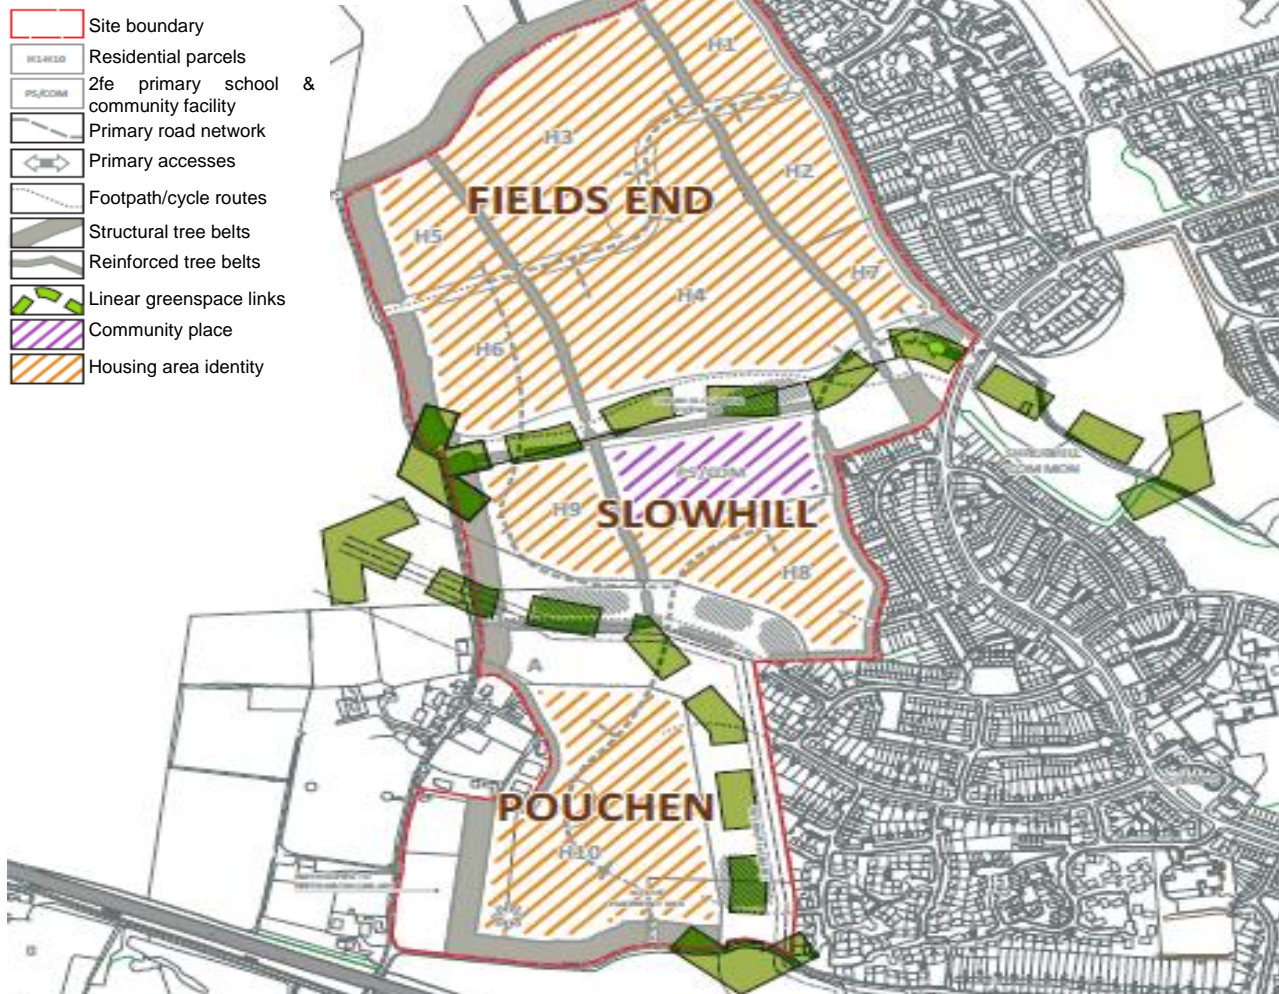 Site boundary
H1-H10
Residential parcels
PS/COM
2fe primary school &
community facility
Primary road network
Primary accesses
Footpath/cycle routes
Structural tree belts
Reinforced tree belts
Linear greenspace links
Community place
Housing area identity
H1
H3
H2
FIELDS END
H5
H7
H4
H6
SHRUBHILL
COMMON
PS/COM
H9
SLOWHILL
H8
A
POUCHEN
H10